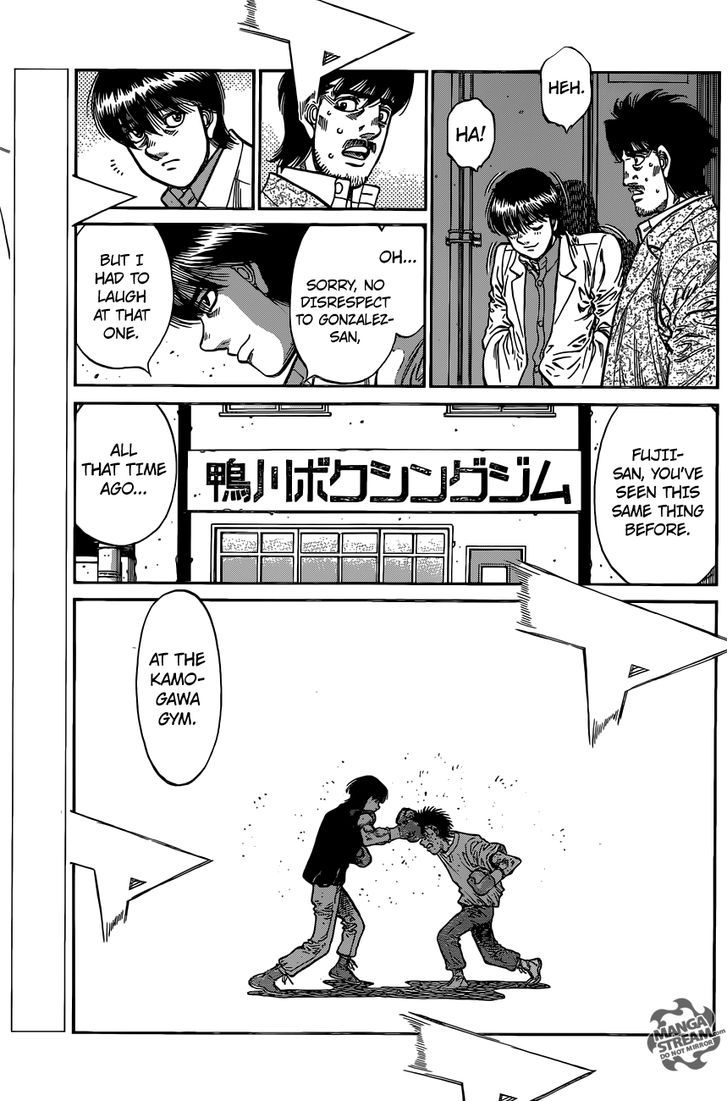 HEH.
HA!
OH...
SORRY, NO
DISRESPECT
TO GONZALEZ-
SAN,
BUT I
HAD TO
LAUGH
AT THAT
ONE.
FUJII-
SAN, YOU'VE
SEEN THIS
SAME THING
BEFORE.
鴨川ボクシングジム
ALL
THAT TIME
AGO...
AT THE
KAMO-
GAWA
GYM.
MANGA
STREAM.com
DO NOT MIRROR